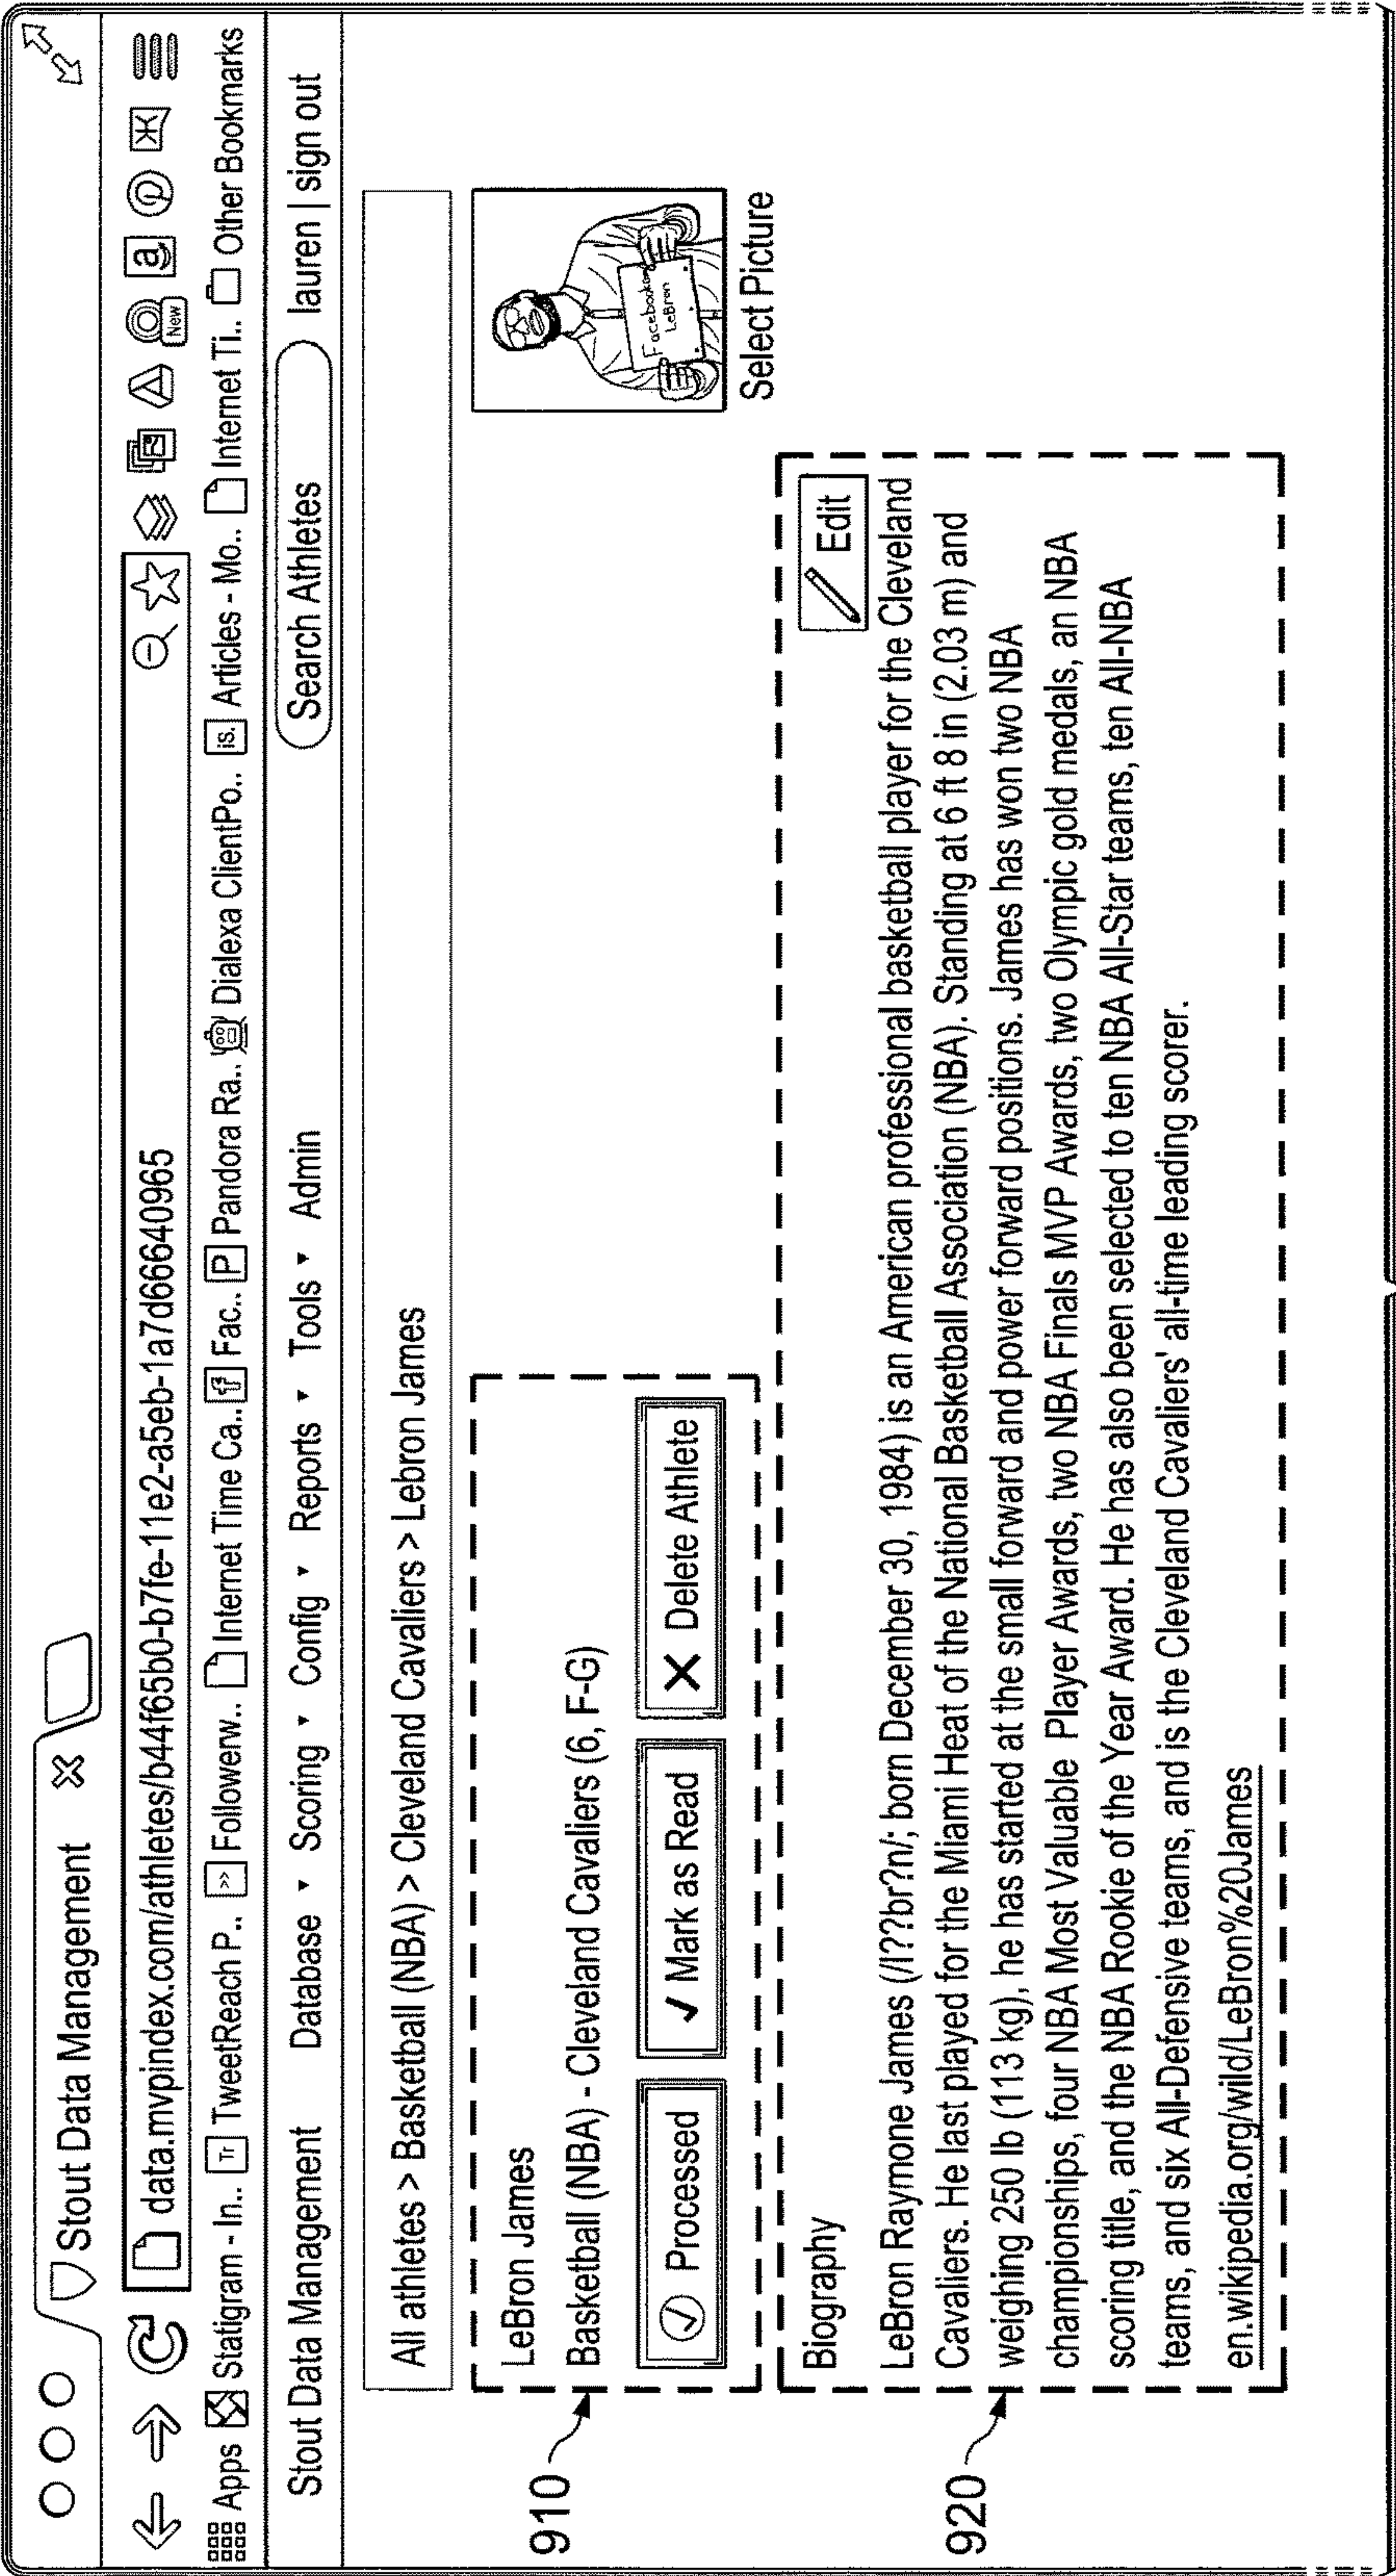 Stout Data Management
data.mvpindex.com/athletes/b44f65b0-b7fe-11e2-a5eb-1a7d66640965
New
Apps Statigram - In.. Tr TweetReach P.. >> Followerw.. Internet Time Ca.. f Fac.. P Pandora Ra.. Dialexa ClientPo.. is. Articles - Mo.. Internet Ti.. Other Bookmarks
Stout Data Management Database Scoring Config Reports Tools Admin Search Athletes lauren | sign out
All athletes > Basketball (NBA) > Cleveland Cavaliers > Lebron James
910
LeBron James
Basketball (NBA) - Cleveland Cavaliers (6, F-G)
Processed Mark as Read Delete Athlete
Facebook
LeBron
Select Picture
920
Biography
Edit
LeBron Raymone James (/l??br?n/; born December 30, 1984) is an American professional basketball player for the Cleveland
Cavaliers. He last played for the Miami Heat of the National Basketball Association (NBA). Standing at 6 ft 8 in (2.03 m) and
weighing 250 lb (113 kg), he has started at the small forward and power forward positions. James has won two NBA
championships, four NBA Most Valuable Player Awards, two NBA Finals MVP Awards, two Olympic gold medals, an NBA
scoring title, and the NBA Rookie of the Year Award. He has also been selected to ten NBA All-Star teams, ten All-NBA
teams, and six All-Defensive teams, and is the Cleveland Cavaliers' all-time leading scorer.
en.wikipedia.org/wild/LeBron%20James